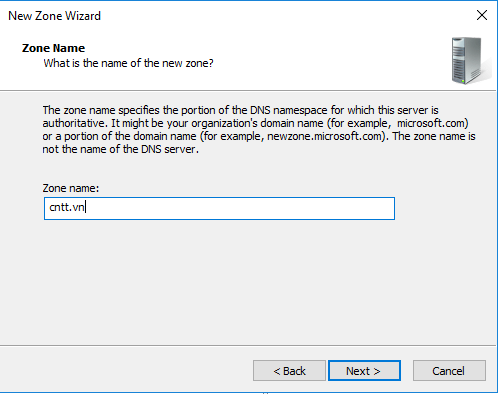 New Zone Wizard
Zone Name
What is the name of the new zone?
The zone name specifies the portion of the DNS namespace for which this server is
authoritative. It might be your organization's domain name (for example, microsoft.com)
or a portion of the domain name (for example, newzone.microsoft.com). The zone name is
not the name of the DNS server.
Zone name:
cntt.vn
< Back Next > Cancel